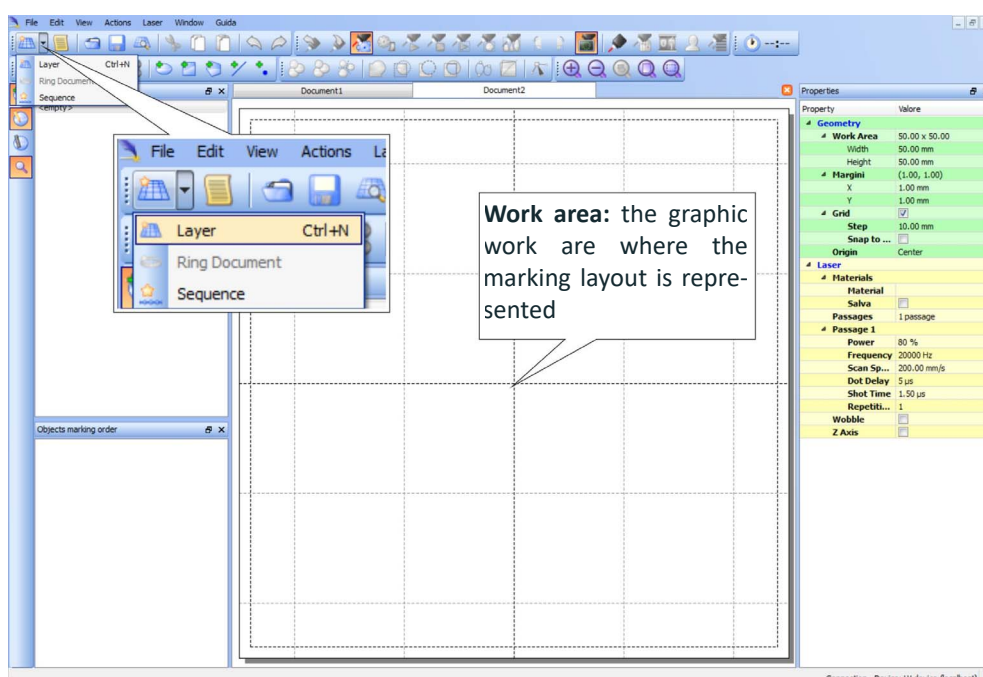 File Edit View Actions Laser Window Guida
--:--
Layer Ctrl+N
Ring Document
Sequence
<empty>
Document1 Document2
Properties
Property Valore
Geometry
Work Area 50.00 x 50.00
Width 50.00 mm
Height 50.00 mm
Margini (1.00, 1.00)
X 1.00 mm
Y 1.00 mm
Grid
Step 10.00 mm
Snap to ...
Origin Center
Laser
Materials
Material
Salva
Passages 1 passage
Passage 1
Power 80 %
Frequency 20000 Hz
Scan Sp... 200.00 mm/s
Dot Delay 5 µs
Shot Time 1.50 µs
Repetiti... 1
Wobble
Z Axis
File Edit View Actions La
Layer Ctrl+N
Ring Document
Sequence
Work area: the graphic
work are where the
marking layout is repre-
sented
Objects marking order